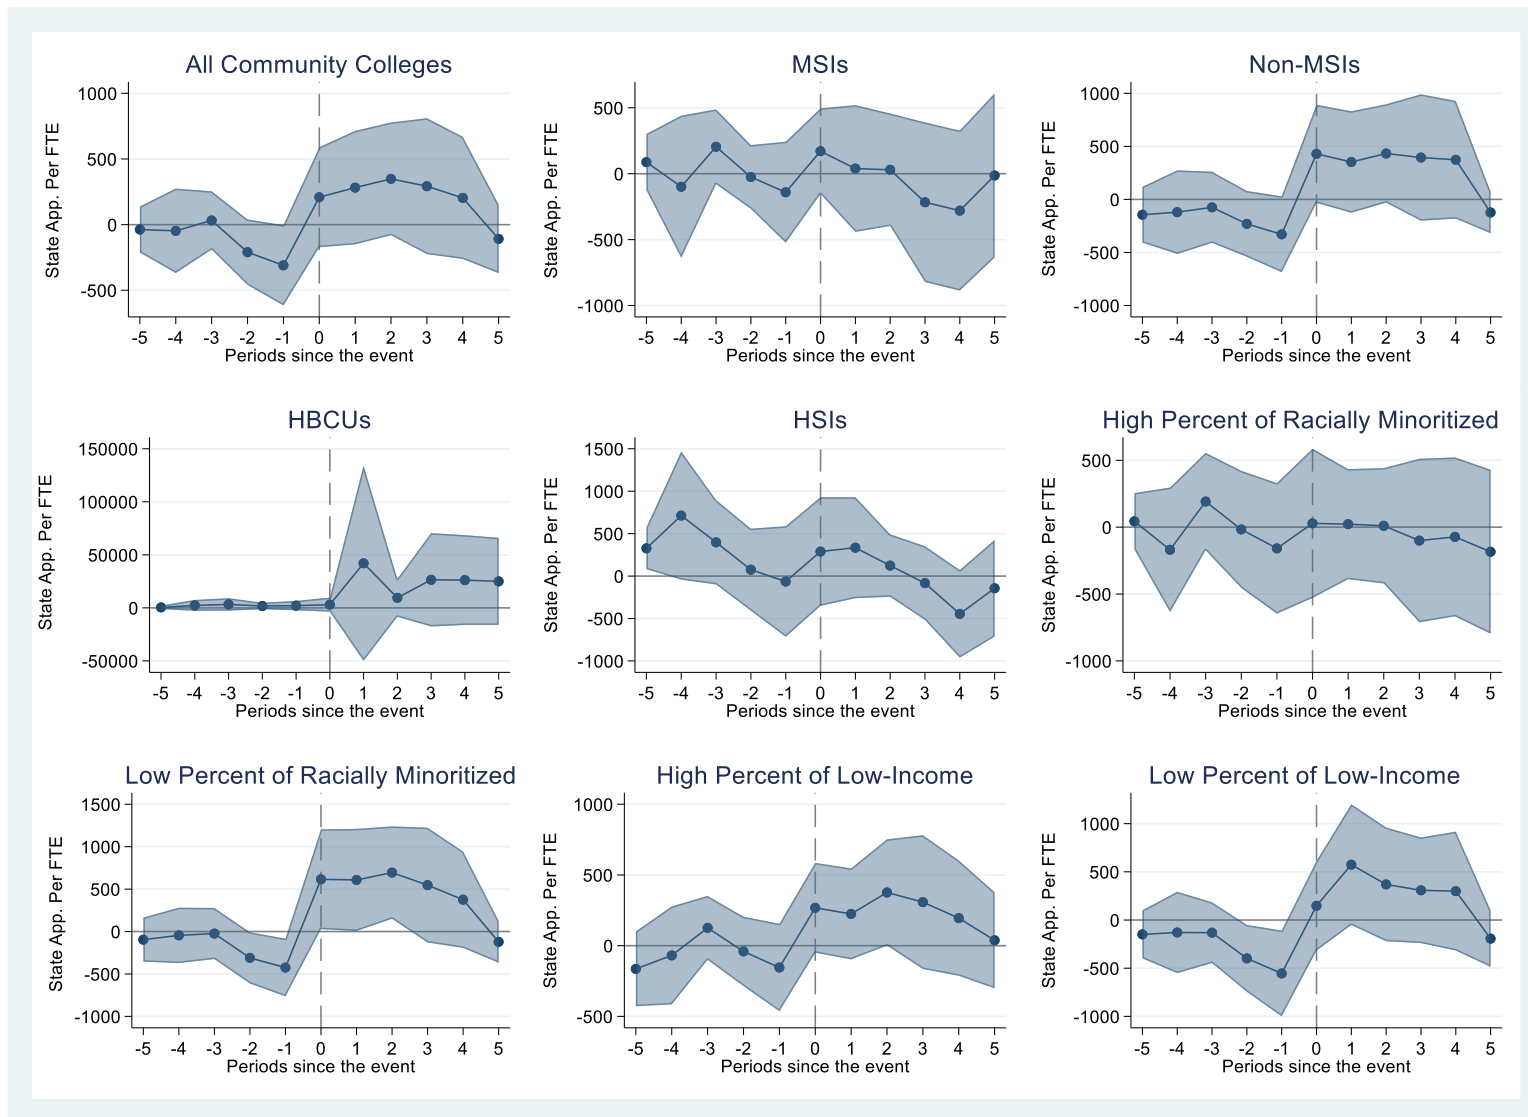 All Community Colleges
State App. Per FTE
1000
500
0
-500
-5 -4 -3 -2 -1 0 1 2 3 4 5
Periods since the event
MSIs
State App. Per FTE
500
0
-500
-1000
-5 -4 -3 -2 -1 0 1 2 3 4 5
Periods since the event
Non-MSIs
State App. Per FTE
1000
500
0
-500
-1000
-5 -4 -3 -2 -1 0 1 2 3 4 5
Periods since the event
HBCUs
State App. Per FTE
150000
100000
50000
0
-50000
-5 -4 -3 -2 -1 0 1 2 3 4 5
Periods since the event
HSIs
State App. Per FTE
1500
1000
500
0
-500
-1000
-5 -4 -3 -2 -1 0 1 2 3 4 5
Periods since the event
High Percent of Racially Minoritized
State App. Per FTE
500
0
-500
-1000
-5 -4 -3 -2 -1 0 1 2 3 4 5
Periods since the event
Low Percent of Racially Minoritized
State App. Per FTE
1500
1000
500
0
-500
-1000
-5 -4 -3 -2 -1 0 1 2 3 4 5
Periods since the event
High Percent of Low-Income
State App. Per FTE
1000
500
0
-500
-5 -4 -3 -2 -1 0 1 2 3 4 5
Periods since the event
Low Percent of Low-Income
State App. Per FTE
1000
500
0
-500
-1000
-5 -4 -3 -2 -1 0 1 2 3 4 5
Periods since the event